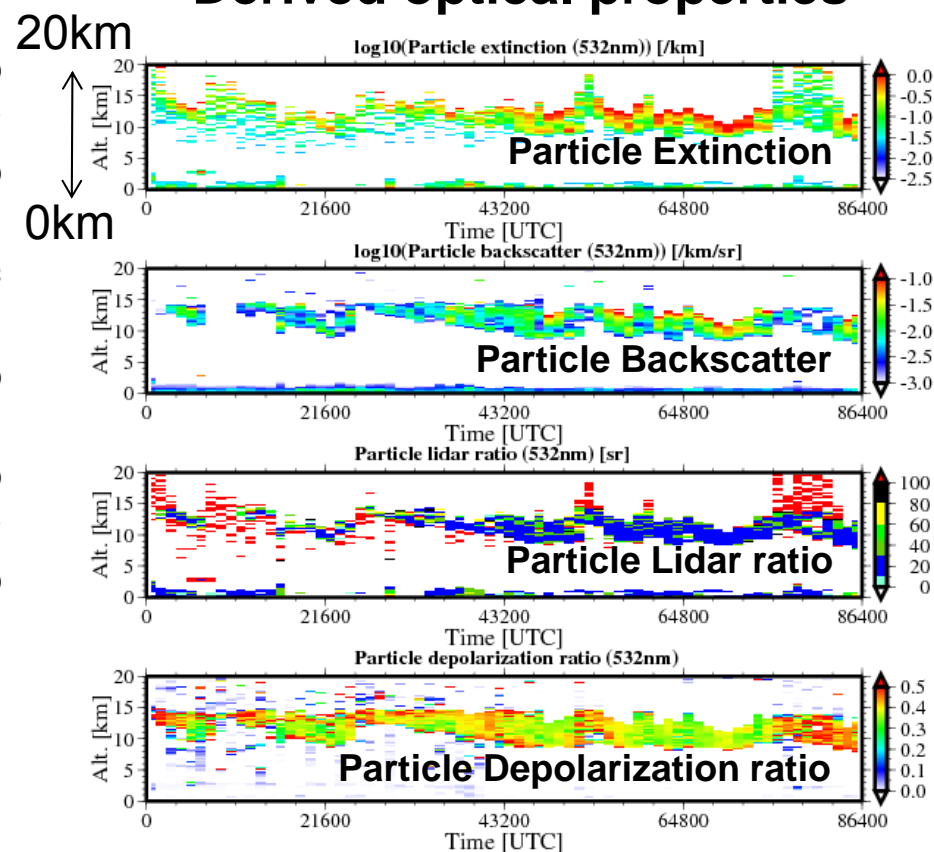 Derived optical properties
20km
0km
log10(Particle extinction (532nm)) [/km]
20
15
10
5
0
Alt. [km]
Particle Extinction
0.0
-0.5
-1.0
-1.5
-2.0
-2.5
0 21600 43200 64800 86400
Time [UTC]
log10(Particle backscatter (532nm)) [/km/sr]
20
15
10
5
0
Alt. [km]
Particle Backscatter
-1.0
-1.5
-2.0
-2.5
-3.0
0 21600 43200 64800 86400
Time [UTC]
Particle lidar ratio (532nm) [sr]
20
15
10
5
0
Alt. [km]
Particle Lidar ratio
100
80
60
40
20
0
0 21600 43200 64800 86400
Time [UTC]
Particle depolarization ratio (532nm)
20
15
10
5
0
Alt. [km]
Particle Depolarization ratio
0.5
0.4
0.3
0.2
0.1
0.0
0 21600 43200 64800 86400
Time [UTC]